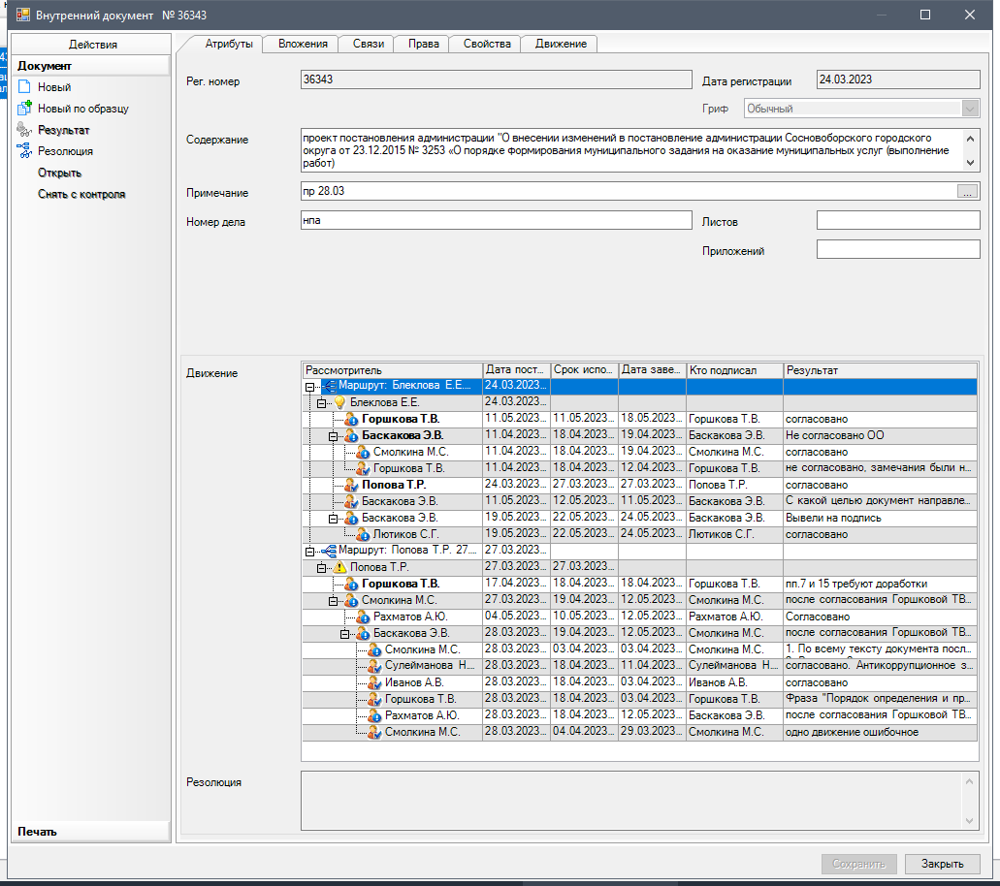 Внутренний документ № 36343
Действия
Документ
Новый
Новый по образцу
Результат
Резолюция
Открыть
Снять с контроля
Печать
Атрибуты Вложения Связи Права Свойства Движение
Рег. номер 36343 Дата регистрации 24.03.2023
Гриф Обычный
Содержание проект постановления администрации "О внесении изменений в постановление администрации Сосновоборского городского
округа от 23.12.2015 № 3253 «О порядке формирования муниципального задания на оказание муниципальных услуг (выполнение
работ)
Примечание пр 28.03 ...
Номер дела нпа Листов
Приложений
Движение
Рассмотритель Дата пост... Срок испо... Дата заве... Кто подписал Результат
Маршрут: Блеклова Е.Е.... 24.03.2023...
Блеклова Е.Е. 24.03.2023...
Горшкова Т.В. 11.05.2023... 11.05.2023... 18.05.2023... Горшкова Т.В. согласовано
Баскакова Э.В. 11.04.2023... 18.04.2023... 19.04.2023... Баскакова Э.В. Не согласовано ОО
Смолкина М.С. 11.04.2023... 18.04.2023... 19.04.2023... Смолкина М.С. согласовано
Горшкова Т.В. 11.04.2023... 18.04.2023... 12.04.2023... Горшкова Т.В. не согласовано, замечания были н...
Попова Т.Р. 24.03.2023... 27.03.2023... 27.03.2023... Попова Т.Р. согласовано
Баскакова Э.В. 11.05.2023... 12.05.2023... 11.05.2023... Баскакова Э.В. С какой целью документ направле...
Баскакова Э.В. 19.05.2023... 22.05.2023... 24.05.2023... Баскакова Э.В. Вывели на подпись
Лютиков С.Г. 19.05.2023... 22.05.2023... 24.05.2023... Лютиков С.Г. согласовано
Маршрут: Попова Т.Р. 27.... 27.03.2023...
Попова Т.Р. 27.03.2023... 27.03.2023...
Горшкова Т.В. 17.04.2023... 18.04.2023... 18.04.2023... Горшкова Т.В. пп.7 и 15 требуют доработки
Смолкина М.С. 27.03.2023... 19.04.2023... 12.05.2023... Смолкина М.С. после согласования Горшковой ТВ...
Рахматов А.Ю. 04.05.2023... 10.05.2023... 12.05.2023... Рахматов А.Ю. Согласовано
Баскакова Э.В. 28.03.2023... 19.04.2023... 12.05.2023... Смолкина М.С. после согласования Горшковой ТВ...
Смолкина М.С. 28.03.2023... 03.04.2023... 03.04.2023... Смолкина М.С. 1. По всему тексту документа посл...
Сулейманова Н.... 28.03.2023... 18.04.2023... 11.04.2023... Сулейманова Н.... согласовано. Антикоррупционное э...
Иванов А.В. 28.03.2023... 18.04.2023... 03.04.2023... Иванов А.В. согласовано
Горшкова Т.В. 28.03.2023... 18.04.2023... 03.04.2023... Горшкова Т.В. Фраза "Порядок определения и пр...
Рахматов А.Ю. 28.03.2023... 18.04.2023... 12.05.2023... Баскакова Э.В. после согласования Горшковой ТВ...
Смолкина М.С. 28.03.2023... 04.04.2023... 29.03.2023... Смолкина М.С. одно движение ошибочное
Резолюция
Сохранить Закрыть